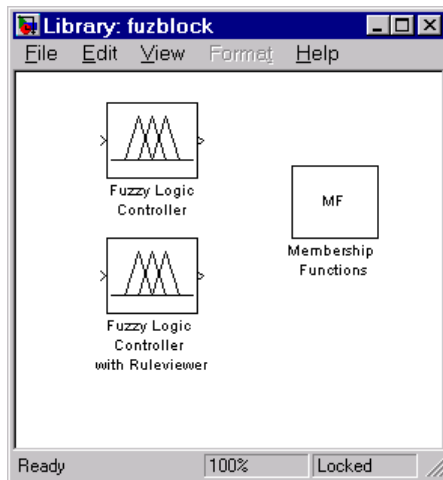 Library: fuzblock
File Edit View Format Help
Fuzzy Logic
Controller
MF
Membership
Functions
Fuzzy Logic
Controller
with Ruleviewer
Ready 100% Locked